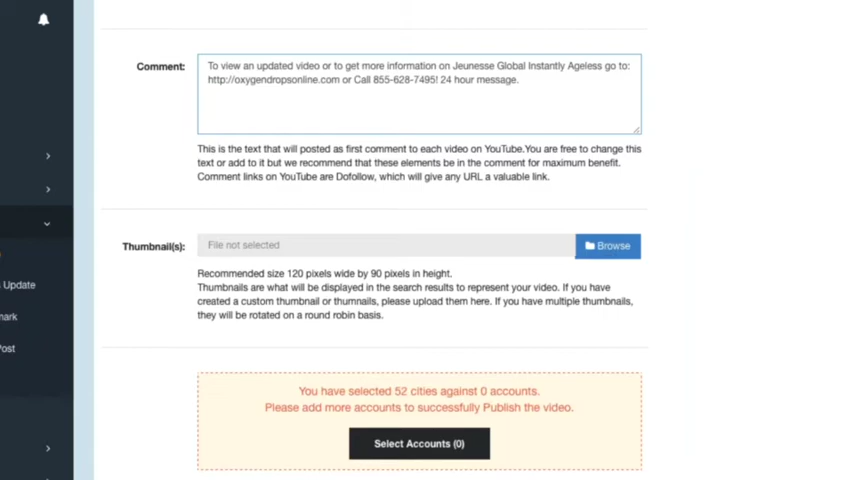 Comment:
To view an updated video or to get more information on Jeunesse Global Instantly Ageless go to:
http://oxygendropsonline.com or Call 855-628-7495! 24 hour message.
This is the text that will posted as first comment to each video on YouTube.You are free to change this
text or add to it but we recommend that these elements be in the comment for maximum benefit.
Comment links on YouTube are Dofollow, which will give any URL a valuable link.
Thumbnail(s):
File not selected
Browse
Recommended size 120 pixels wide by 90 pixels in height.
Thumbnails are what will be displayed in the search results to represent your video. If you have
created a custom thumbnail or thumnails, please upload them here. If you have multiple thumbnails,
they will be rotated on a round robin basis.
Update
mark
Post
You have selected 52 cities against 0 accounts.
Please add more accounts to successfully Publish the video.
Select Accounts (0)